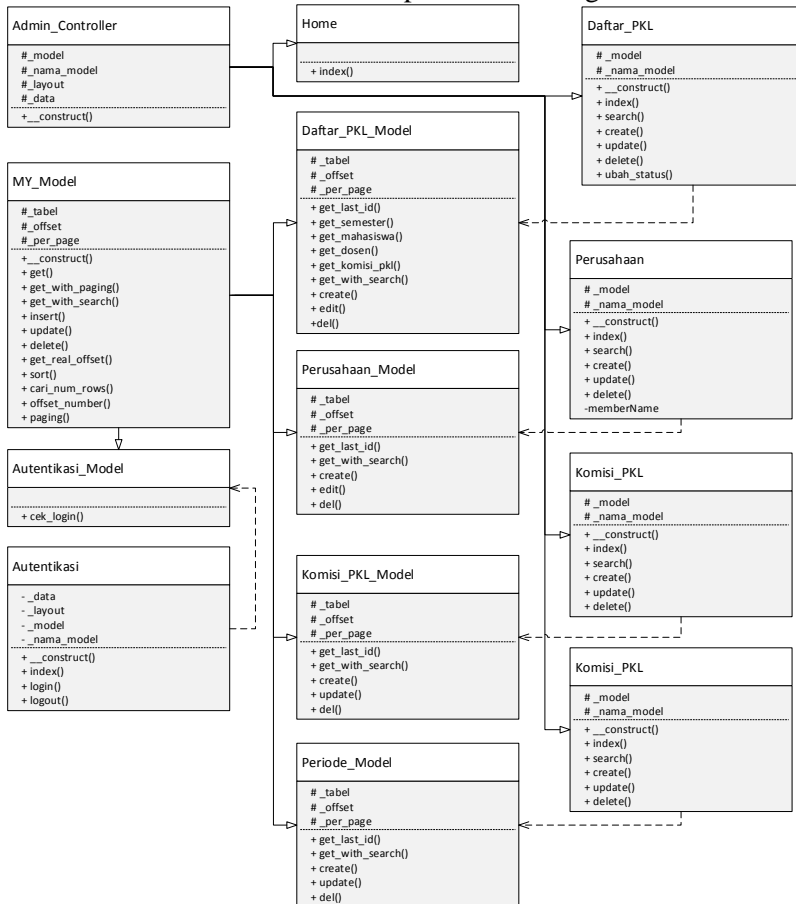 Admin_Controller
#_model
#_nama_model
#_layout
#_data
+__construct()
Home
+ index()
Daftar_PKL
# _model
# _nama_model
+ __construct()
+ index()
+ search()
+ create()
+ update()
+ delete()
+ ubah_status()
MY_Model
#_tabel
#_offset
#_per_page
+__construct()
+ get()
+ get_with_paging()
+ get_with_search()
+ insert()
+ update()
+ delete()
+ get_real_offset()
+ sort()
+ cari_num_rows()
+ offset_number()
+ paging()
Daftar_PKL_Model
# _tabel
# _offset
# _per_page
+ get_last_id()
+ get_semester()
+ get_mahasiswa()
+ get_dosen()
+ get_komisi_pkl()
+ get_with_search()
+ create()
+ edit()
+del()
Perusahaan
# _model
# _nama_model
+ __construct()
+ index()
+ search()
+ create()
+ update()
+ delete()
-memberName
Perusahaan_Model
# _tabel
# _offset
# _per_page
+ get_last_id()
+ get_with_search()
+ create()
+ edit()
+ del()
Autentikasi_Model
+ cek_login()
Komisi_PKL
# _model
# _nama_model
+ __construct()
+ index()
+ search()
+ create()
+ update()
+ delete()
Autentikasi
- _data
- _layout
- _model
- _nama_model
+ __construct()
+ index()
+ login()
+ logout()
Komisi_PKL_Model
# _tabel
# _offset
# _per_page
+ get_last_id()
+ get_with_search()
+ create()
+ update()
+ del()
Komisi_PKL
# _model
# _nama_model
+ __construct()
+ index()
+ search()
+ create()
+ update()
+ delete()
Periode_Model
# _tabel
# _offset
# _per_page
+ get_last_id()
+ get_with_search()
+ create()
+ update()
+ del()